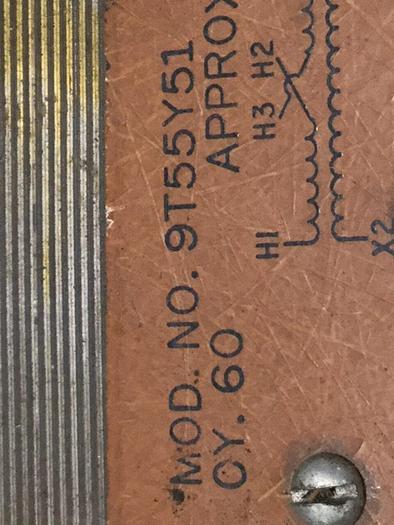 MOD. NO. 9T55Y51
CY. 60 APPROX
H1 H3 H2
X2